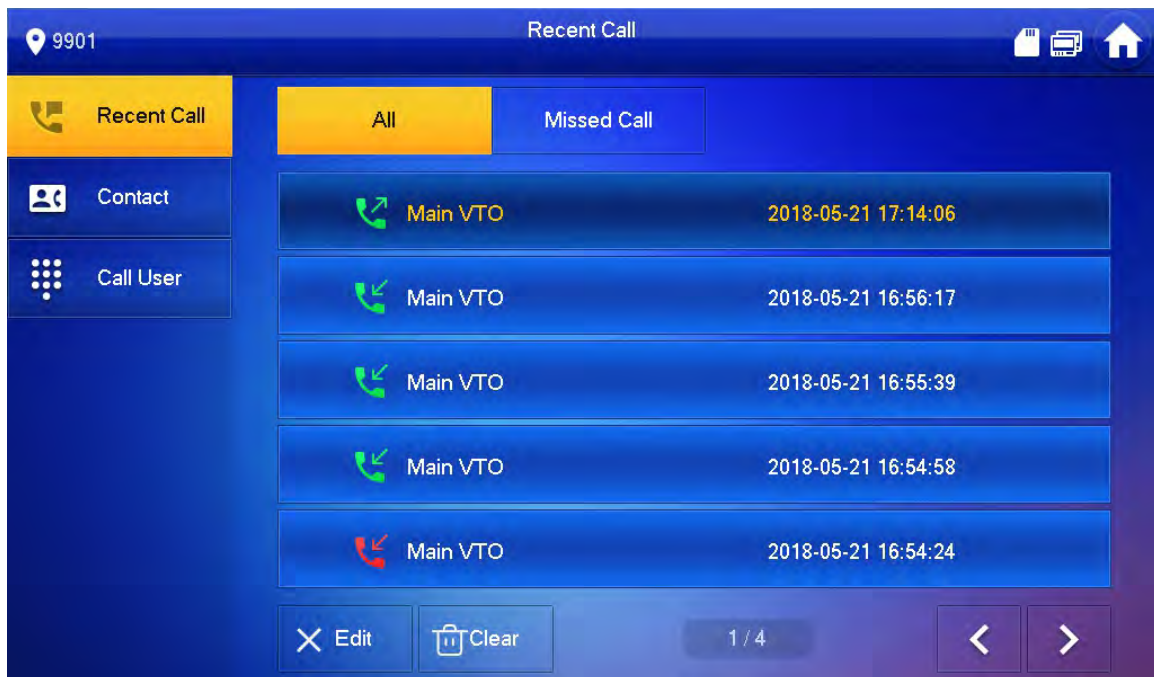 9901
Recent Call
Recent Call
Contact
Call User
All
Missed Call
Main VTO 2018-05-21 17:14:06
Main VTO 2018-05-21 16:56:17
Main VTO 2018-05-21 16:55:39
Main VTO 2018-05-21 16:54:58
Main VTO 2018-05-21 16:54:24
Edit
Clear
1 / 4